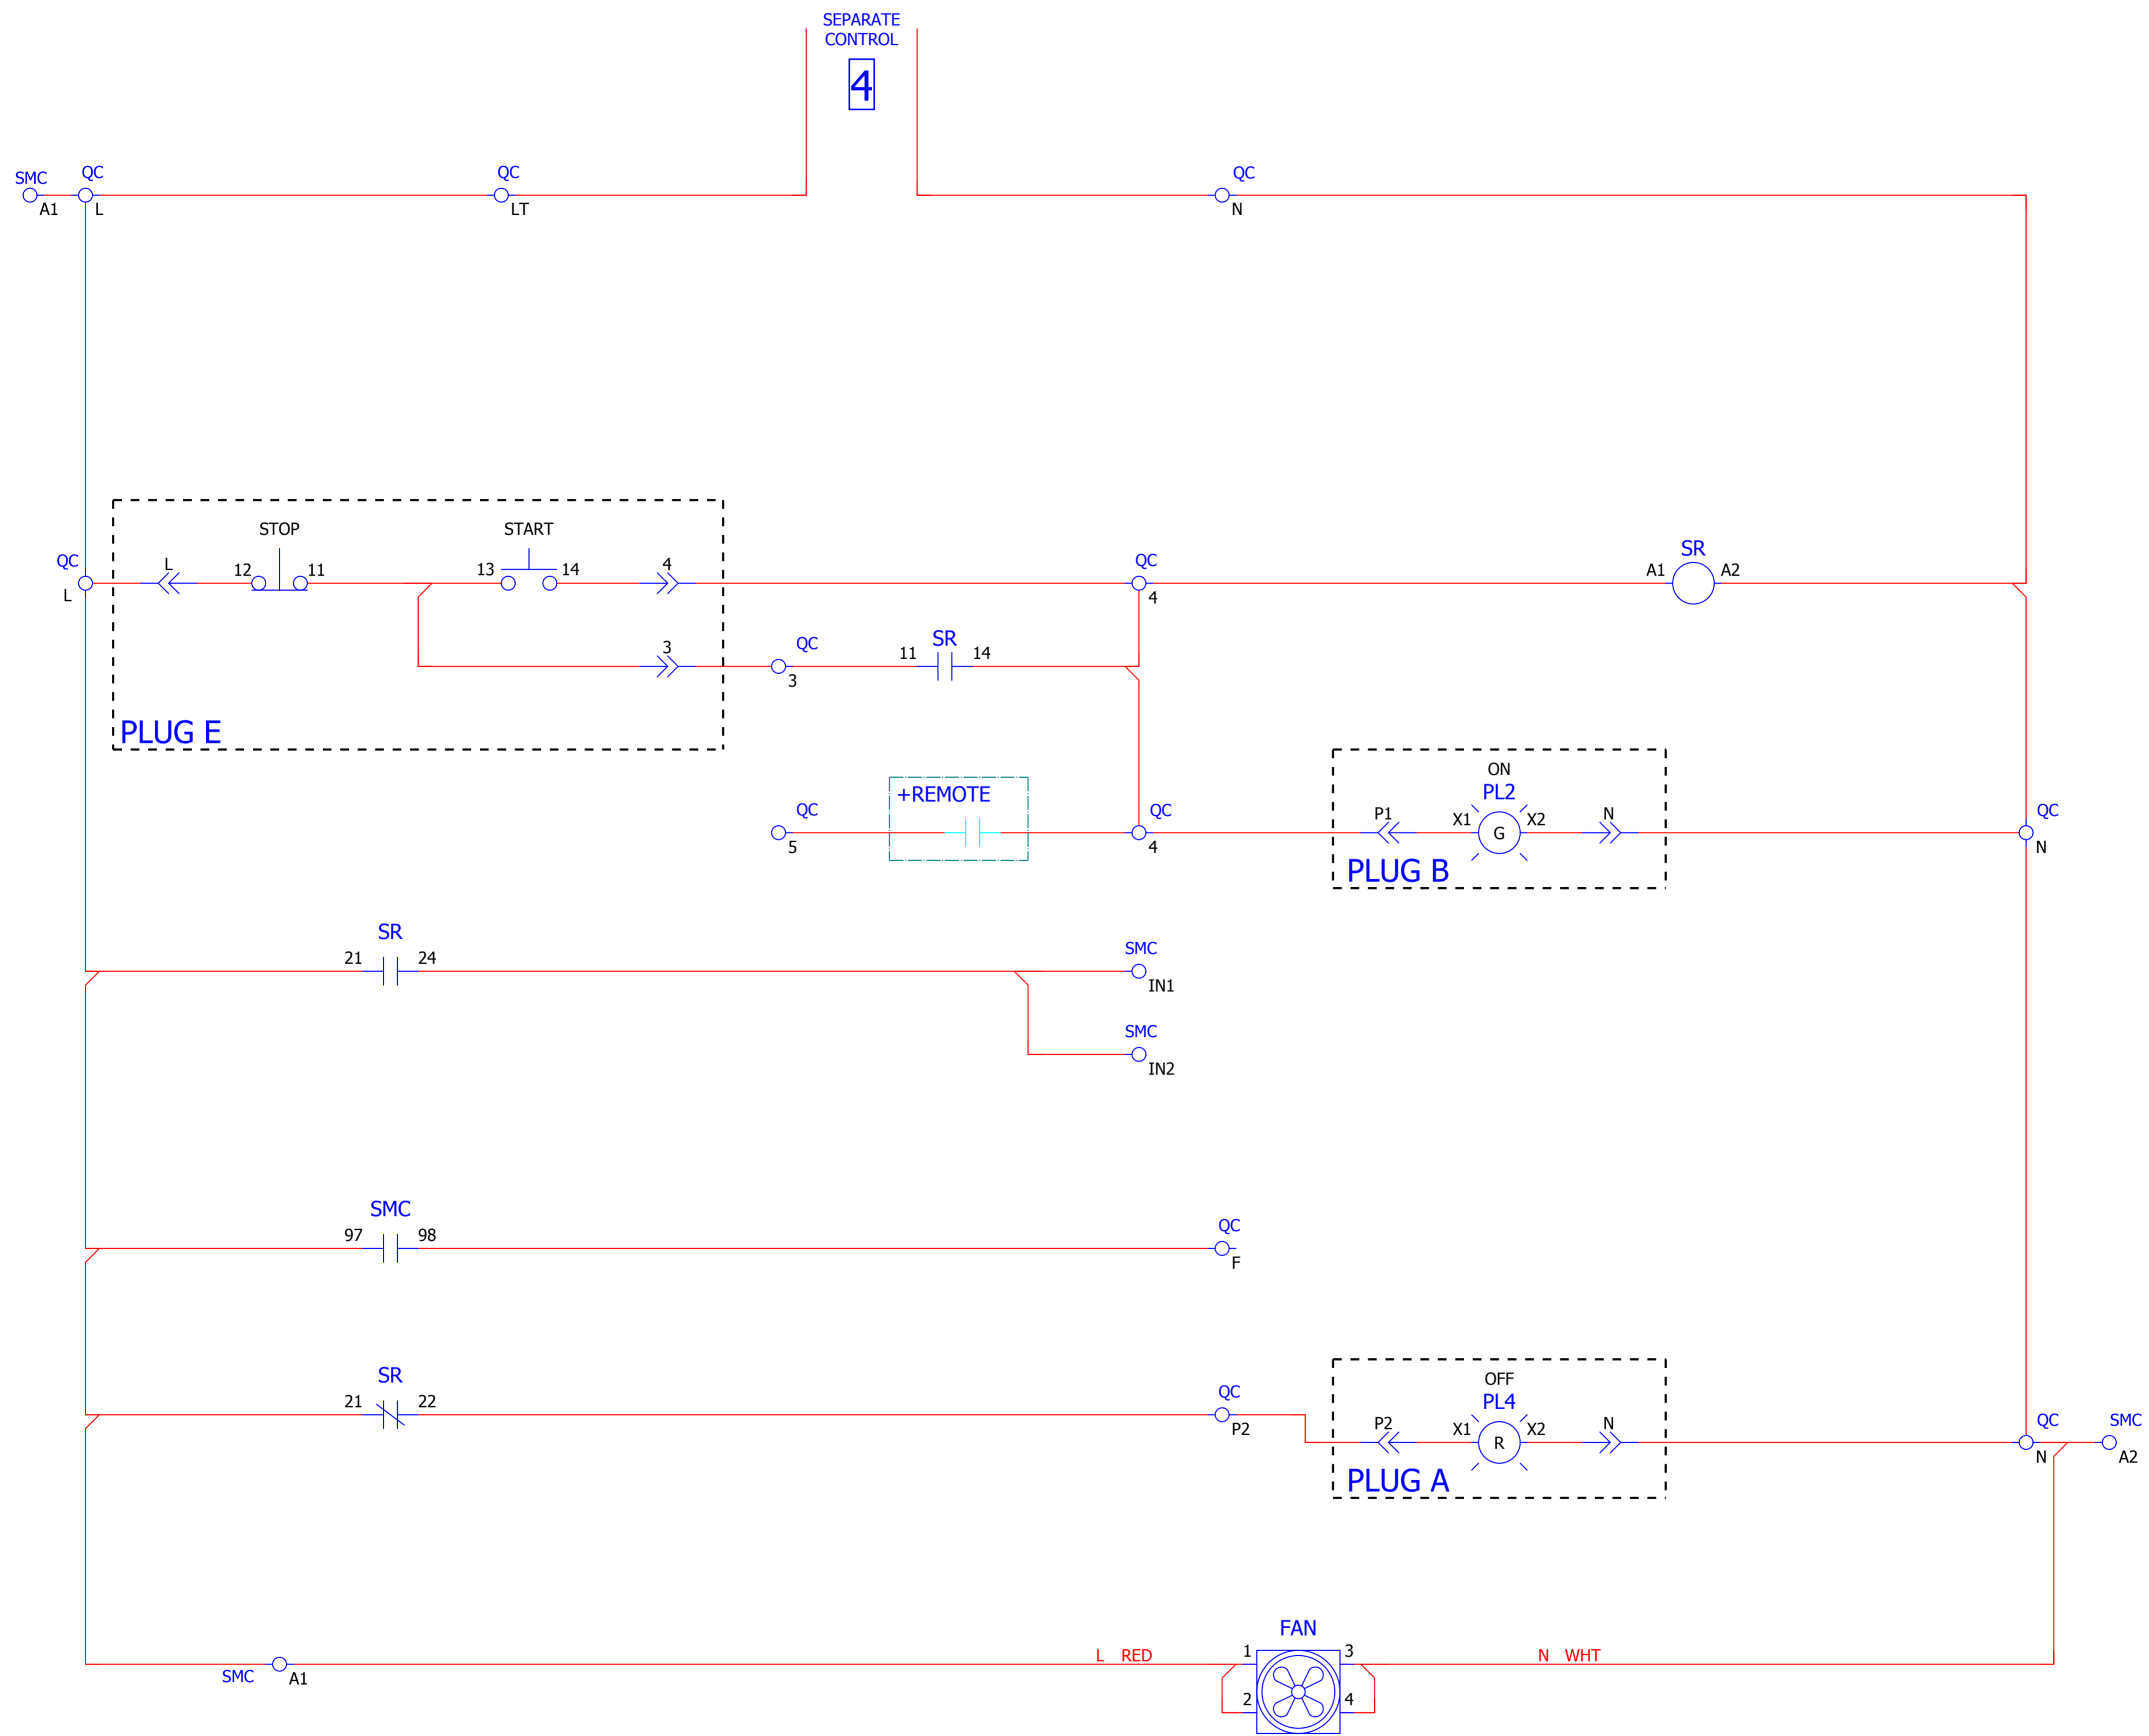 SEPARATE
CONTROL
4
SMC
A1
QC
L
QC
LT
QC
N
QC
L
STOP
START
L
12
11
13
14
4
3
PLUG E
QC
4
SR
A1
A2
QC
3
SR
11
14
+REMOTE
QC
5
QC
4
ON
PL2
P1
X1
G
X2
N
PLUG B
QC
N
SR
21
24
SMC
IN1
SMC
IN2
SMC
97
98
QC
F
SR
21
22
QC
P2
OFF
PL4
P2
X1
R
X2
N
PLUG A
QC
N
SMC
A2
SMC
A1
L RED
FAN
1
2
3
4
N WHT